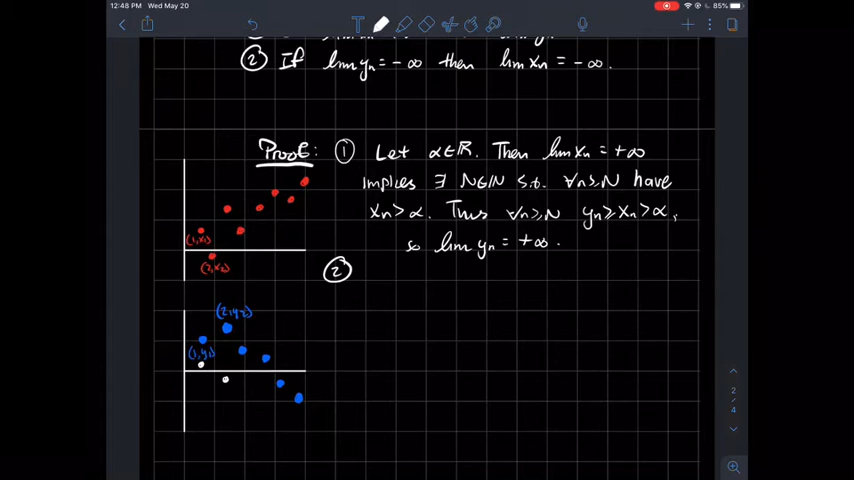 12:48 PM Wed May 20
85%
② If lim yₙ = -∞ then lim xₙ = -∞.
Proof: ① Let α∈ℝ. Then lim xₙ = +∞
implies ∃ N∈ℕ s.t. ∀n≥N have
xₙ > α. Thus ∀n≥N yₙ ≥ xₙ > α,
so lim yₙ = +∞.
(1,x₁)
(2,x₂)
②
(2,y₂)
(1,y₁)
2
/
4